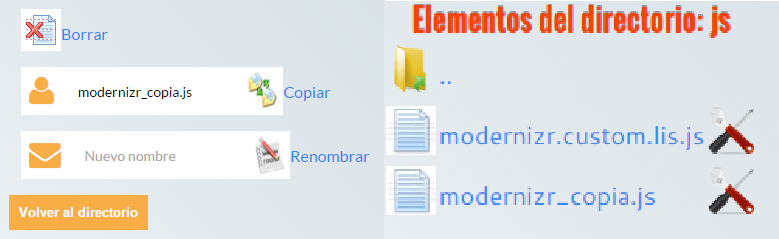 Borrar
modernizr_copia.js
Copiar
Nuevo nombre
Renombrar
Volver al directorio
Elementos del directorio: js
..
modernizr.custom.lis.js
modernizr_copia.js